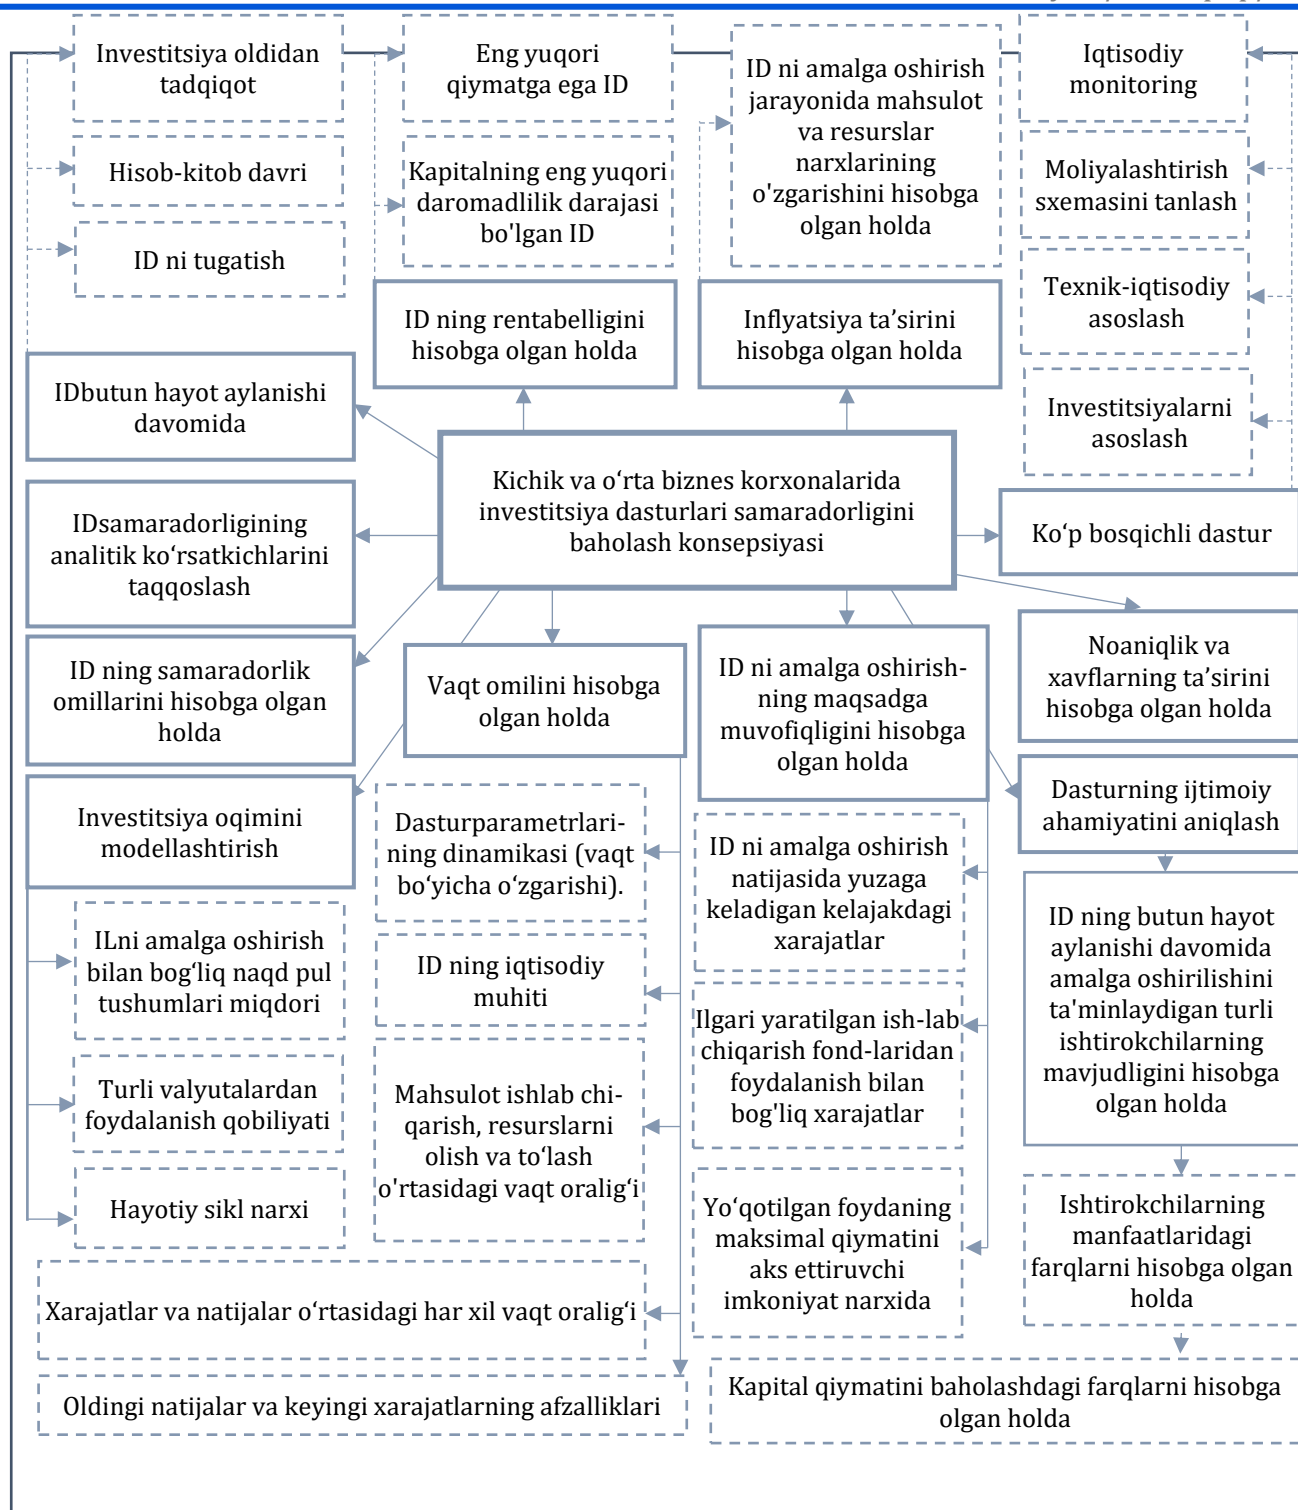 Investitsiya oldidan
tadqiqot
Eng yuqori
qiymatga ega ID
ID ni amalga oshirish
jarayonida mahsulot
va resurslar
narxlarining
o'zgarishini hisobga
olgan holda
Iqtisodiy
monitoring
Hisob-kitob davri
Kapitalning eng yuqori
daromadlilik darajasi
bo'lgan ID
Moliyalashtirish
sxemasini tanlash
ID ni tugatish
Texnik-iqtisodiy
asoslash
ID ning rentabelligini
hisobga olgan holda
Inflyatsiya ta’sirini
hisobga olgan holda
IDbutun hayot aylanishi
davomida
Investitsiyalarni
asoslash
Kichik va o‘rta biznes korxonalarida
investitsiya dasturlari samaradorligini
baholash konsepsiyasi
IDsamaradorligining
analitik ko‘rsatkichlarini
taqqoslash
Ko‘p bosqichli dastur
ID ning samaradorlik
omillarini hisobga olgan
holda
Vaqt omilini hisobga
olgan holda
ID ni amalga oshirish-
ning maqsadga
muvofiqligini hisobga
olgan holda
Noaniqlik va
xavflarning ta’sirini
hisobga olgan holda
Investitsiya oqimini
modellashtirish
Dasturparametrlari-
ning dinamikasi (vaqt
bo‘yicha o‘zgarishi).
Dasturning ijtimoiy
ahamiyatini aniqlash
ID ni amalga oshirish
natijasida yuzaga
keladigan kelajakdagi
xarajatlar
ID ning butun hayot
aylanishi davomida
amalga oshirilishini
ta'minlaydigan turli
ishtirokchilarning
mavjudligini hisobga
olgan holda
ILni amalga oshirish
bilan bog‘liq naqd pul
tushumlari miqdori
ID ning iqtisodiy
muhiti
Ilgari yaratilgan ish-lab
chiqarish fond-laridan
foydalanish bilan
bog'liq xarajatlar
Turli valyutalardan
foydalanish qobiliyati
Mahsulot ishlab chi-
qarish, resurslarni
olish va to‘lash
o'rtasidagi vaqt oralig‘i
Hayotiy sikl narxi
Yo‘qotilgan foydaning
maksimal qiymatini
aks ettiruvchi
imkoniyat narxida
Ishtirokchilarning
manfaatlaridagi
farqlarni hisobga olgan
holda
Xarajatlar va natijalar o‘rtasidagi har xil vaqt oralig‘i
Oldingi natijalar va keyingi xarajatlarning afzalliklari
Kapital qiymatini baholashdagi farqlarni hisobga
olgan holda